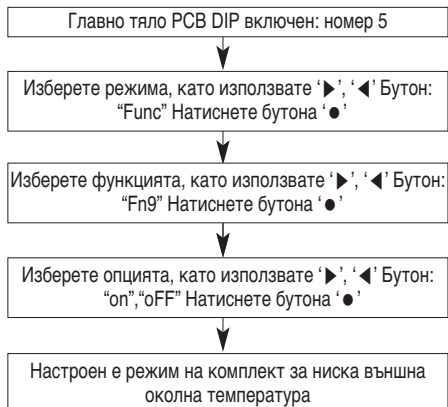 Главно тяло PCB DIP включен: номер 5
Изберете режима, като използвате ‘▶’, ‘◀’ Бутон:
“Func” Натиснете бутона ‘●’
Изберете функцията, като използвате ‘▶’, ‘◀’ Бутон:
“Fn9” Натиснете бутона ‘●’
Изберете опцията, като използвате ‘▶’, ‘◀’ Бутон:
“on”,“oFF” Натиснете бутона ‘●’
Настроен е режим на комплект за ниска външна
околна температура